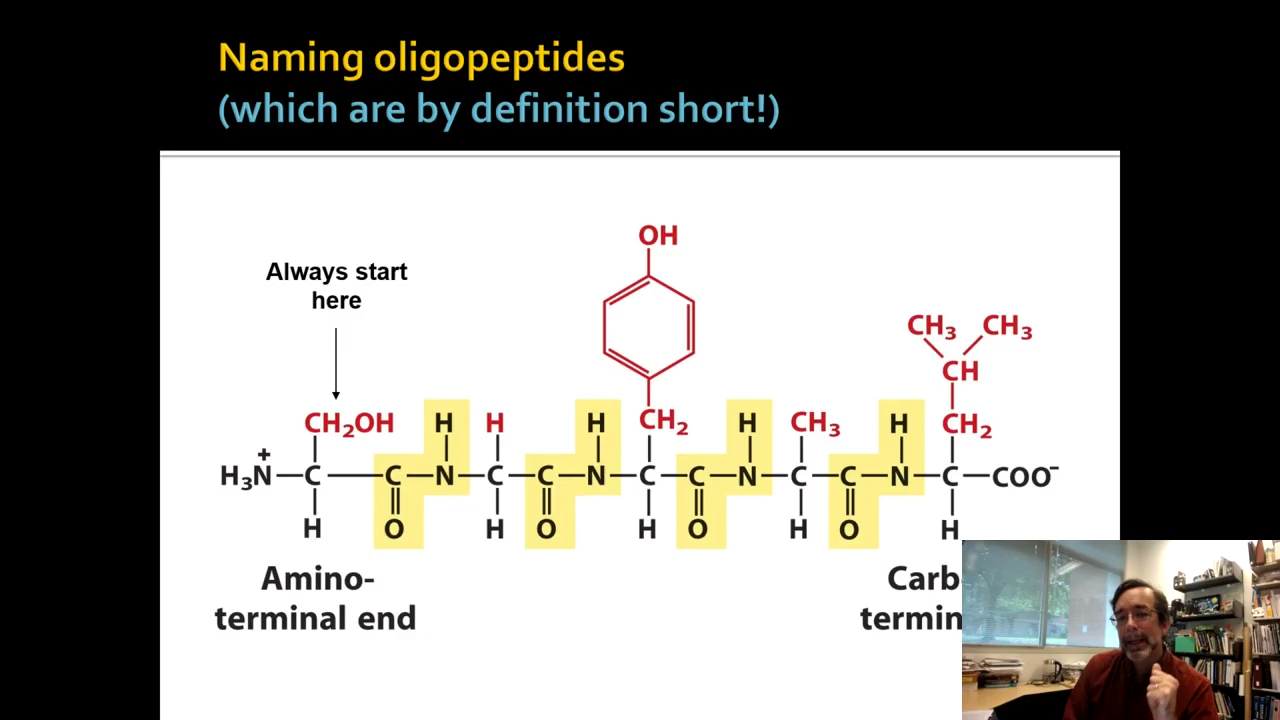 Naming oligopeptides
(which are by definition short!)
Always start
here
OH
CH₃ CH₃
CH
CH₂OH H H H CH₂ H CH₃ H CH₂
H₃N⁺—C—C—N—C—C—N—C—C—N—C—C—N—C—COO⁻
H O H O H O H O H
Amino-
terminal end
Carb
termin